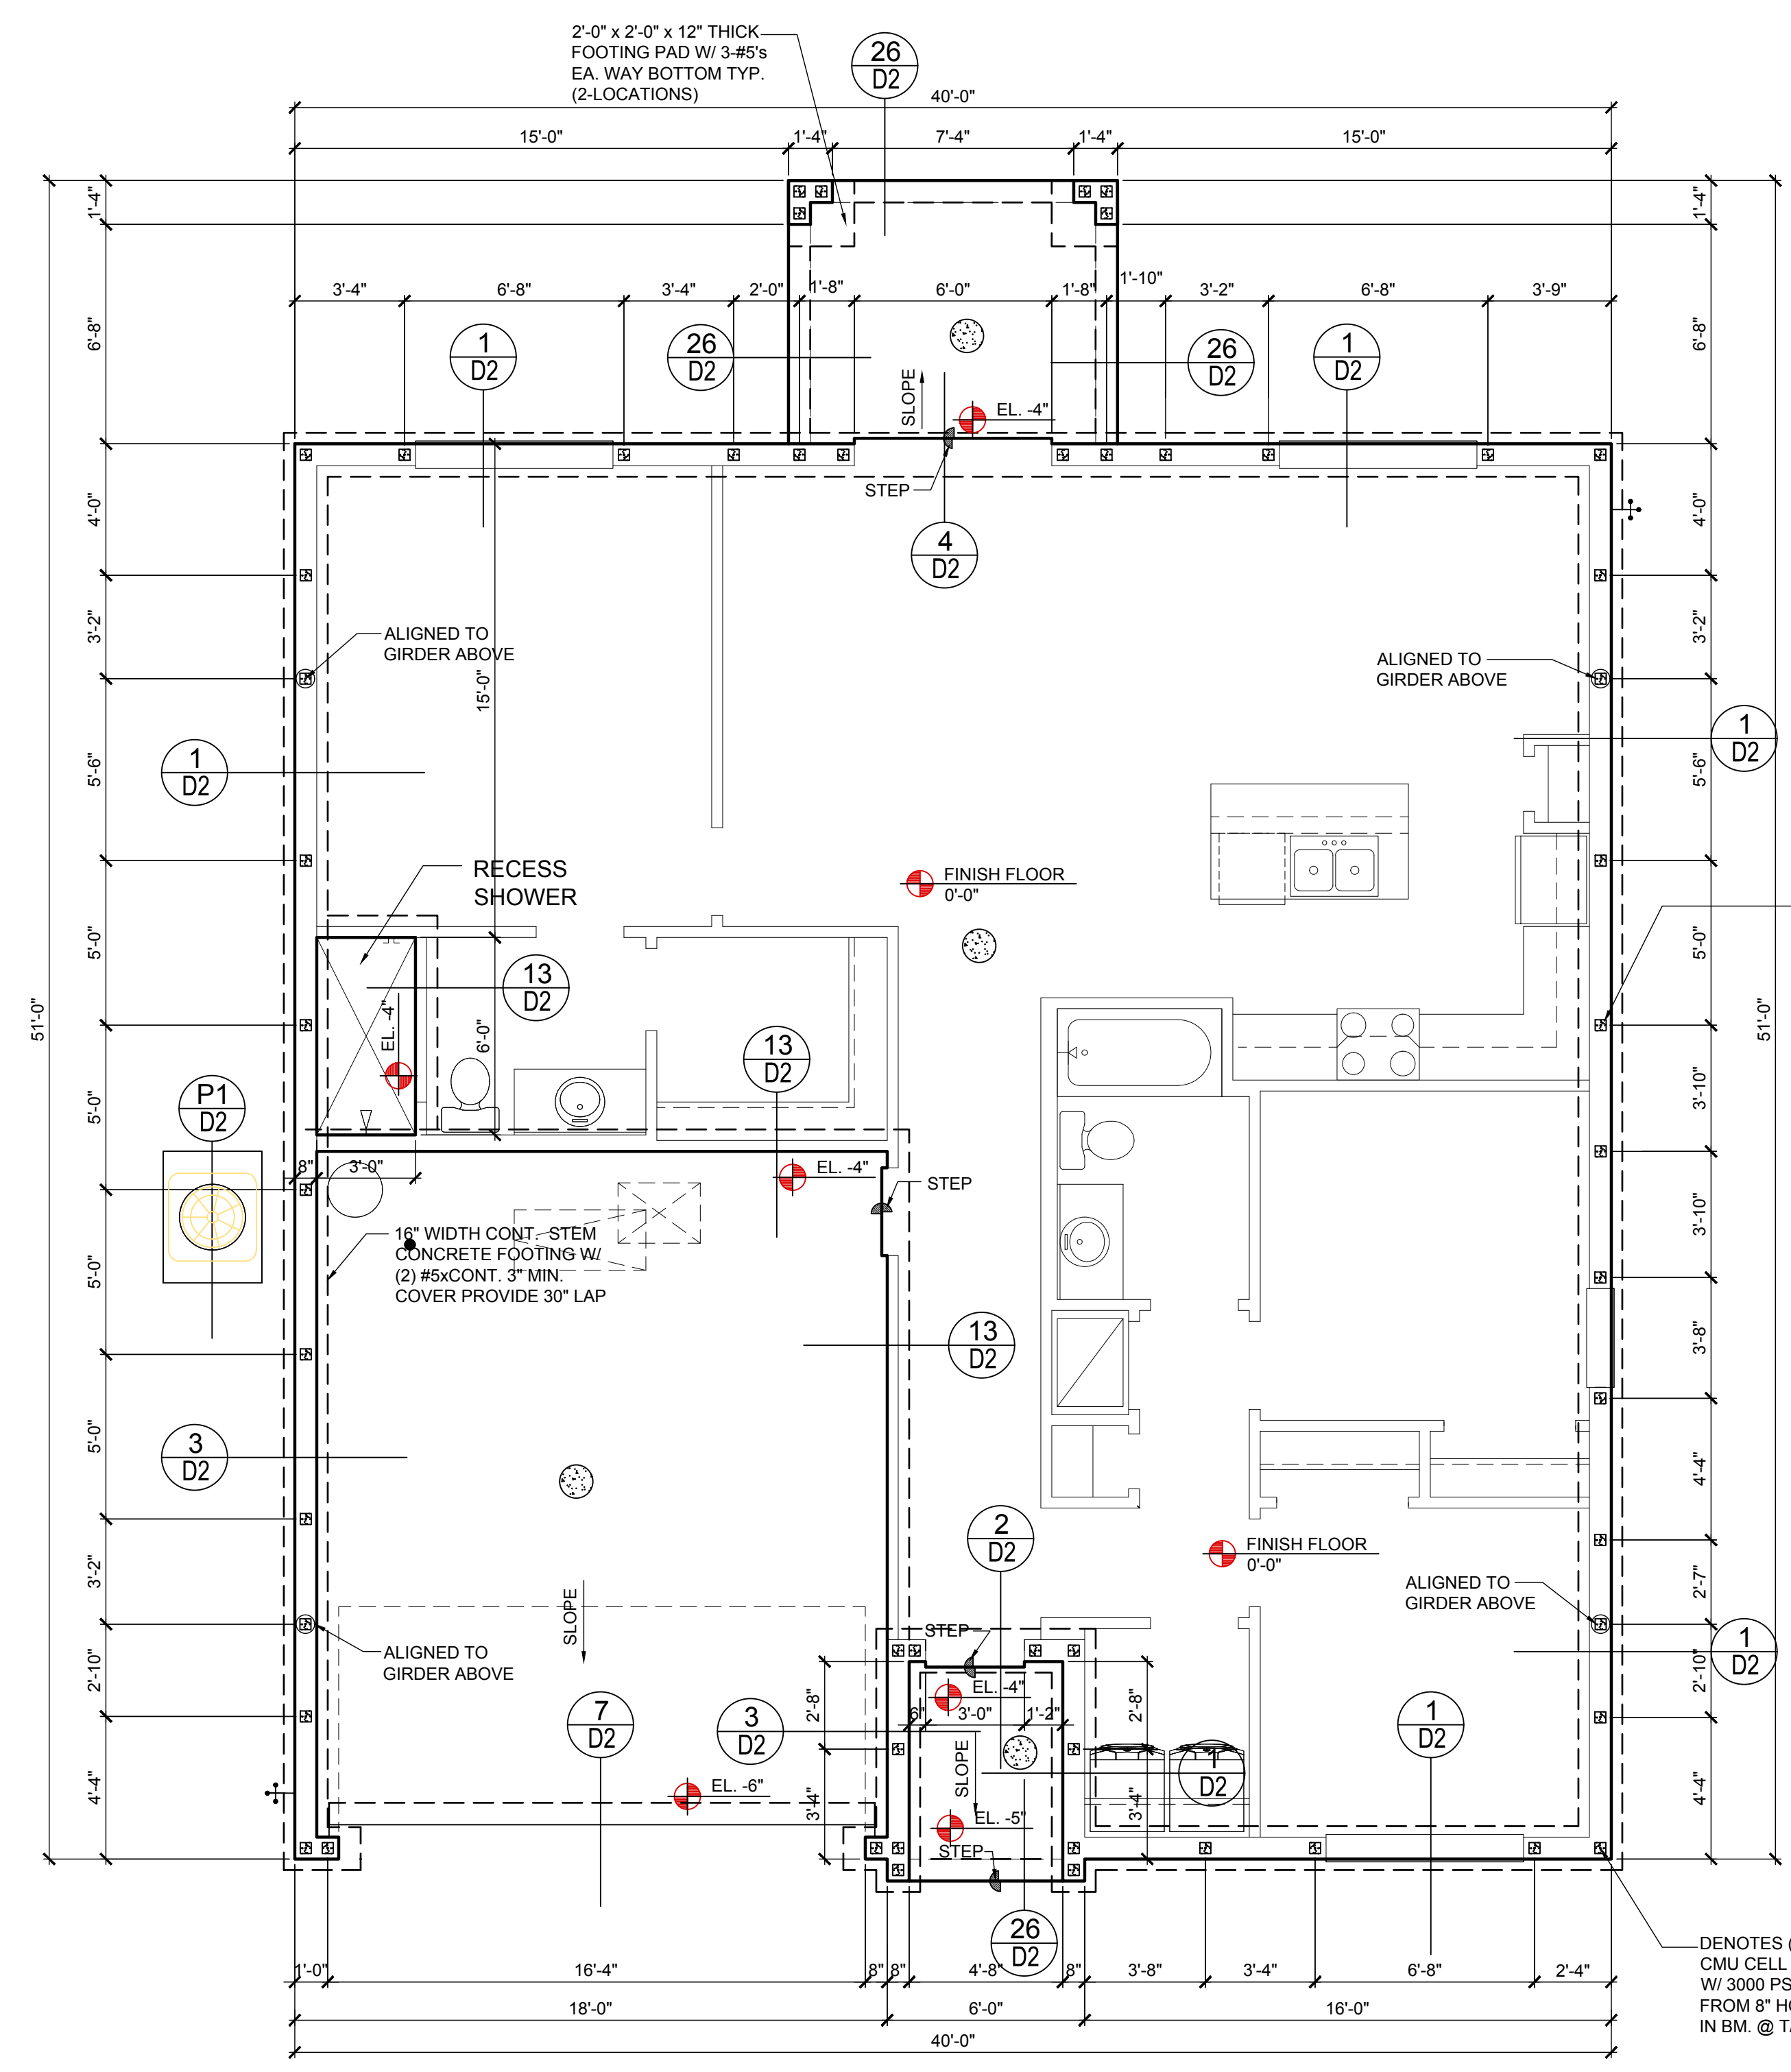 2'-0" x 2'-0" x 12" THICK
FOOTING PAD W/ 3-#5's
EA. WAY BOTTOM TYP.
(2-LOCATIONS)
26
D2
40'-0"
15'-0"
1'-4"
7'-4"
1'-4"
15'-0"
1'-4"
1'-4"
3'-4"
6'-8"
3'-4"
2'-0"
1'-8"
6'-0"
1'-8"
1'-10"
3'-2"
6'-8"
3'-9"
6'-8"
6'-8"
1
D2
26
D2
26
D2
1
D2
SLOPE
EL. -4"
STEP
4
D2
4'-0"
4'-0"
3'-2"
3'-2"
ALIGNED TO
GIRDER ABOVE
ALIGNED TO
GIRDER ABOVE
15'-0"
5'-6"
5'-6"
1
D2
1
D2
RECESS
SHOWER
FINISH FLOOR
0'-0"
5'-0"
5'-0"
13
D2
EL. -4"
6'-0"
13
D2
51'-0"
51'-0"
P1
D2
5'-0"
3'-10"
8"
3'-0"
EL. -4"
STEP
3'-10"
16" WIDTH CONT. STEM
CONCRETE FOOTING W/
(2) #5xCONT. 3" MIN.
COVER PROVIDE 30" LAP
5'-0"
13
D2
3'-8"
3
D2
5'-0"
4'-4"
2
D2
FINISH FLOOR
0'-0"
3'-2"
2'-7"
SLOPE
ALIGNED TO
GIRDER ABOVE
STEP
ALIGNED TO
GIRDER ABOVE
1
D2
2'-10"
2'-10"
7
D2
3
D2
2'-8"
EL. -4"
6"
3'-0"
1'-2"
2'-8"
1
D2
SLOPE
1
D2
EL. -6"
4'-4"
3'-4"
EL. -5"
3'-4"
4'-4"
STEP
26
D2
DENOTES (
CMU CELL
W/ 3000 PS
FROM 8" H
IN BM. @ T
1'-0"
16'-4"
8"
8"
4'-8"
8"
3'-8"
3'-4"
6'-8"
2'-4"
18'-0"
6'-0"
16'-0"
40'-0"